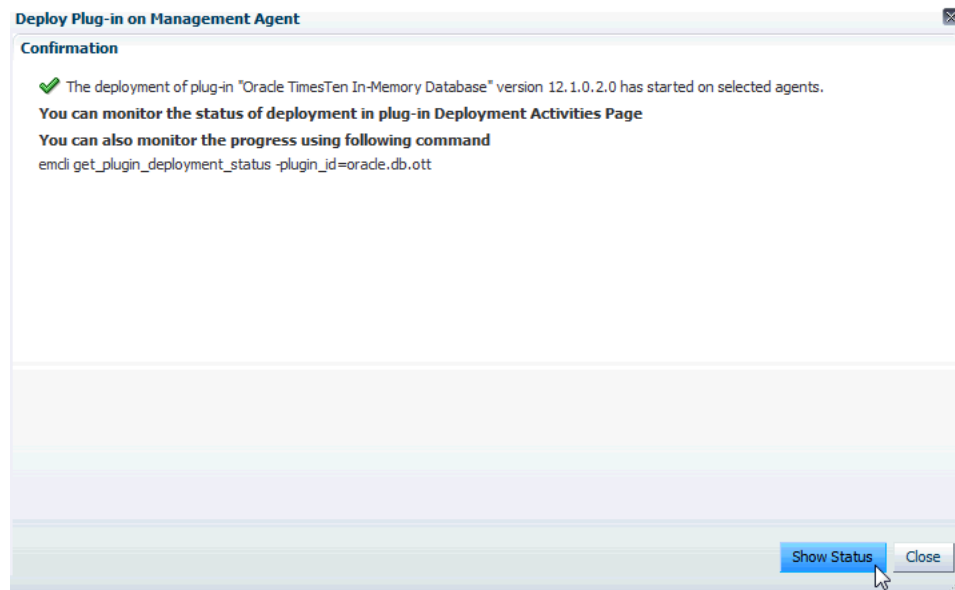 Deploy Plug-in on Management Agent
Confirmation
The deployment of plug-in "Oracle TimesTen In-Memory Database" version 12.1.0.2.0 has started on selected agents.
You can monitor the status of deployment in plug-in Deployment Activities Page
You can also monitor the progress using following command
emcli get_plugin_deployment_status -plugin_id=oracle.db.ott
Show Status Close